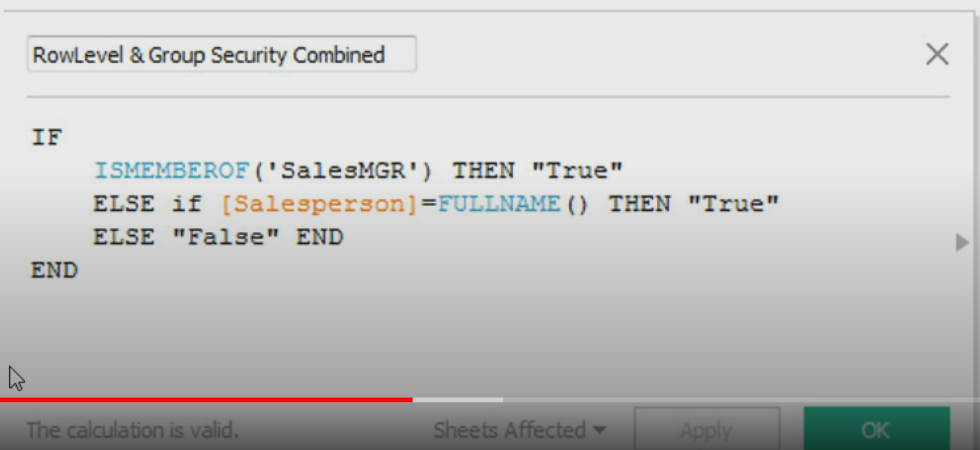 RowLevel & Group Security Combined
IF
ISMEMBEROF('SalesMGR') THEN "True"
ELSE if [Salesperson]=FULLNAME() THEN "True"
ELSE "False" END
END
The calculation is valid. Sheets Affected Apply OK